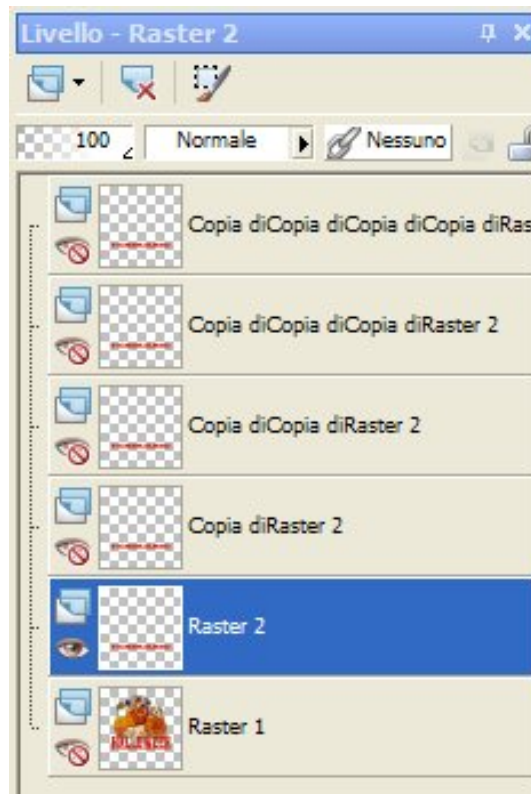 Livello - Raster 2
100 Normale Nessuno
Copia diCopia diCopia diCopia diRas
Copia diCopia diCopia diRaster 2
Copia diCopia diRaster 2
Copia diRaster 2
Raster 2
Raster 1